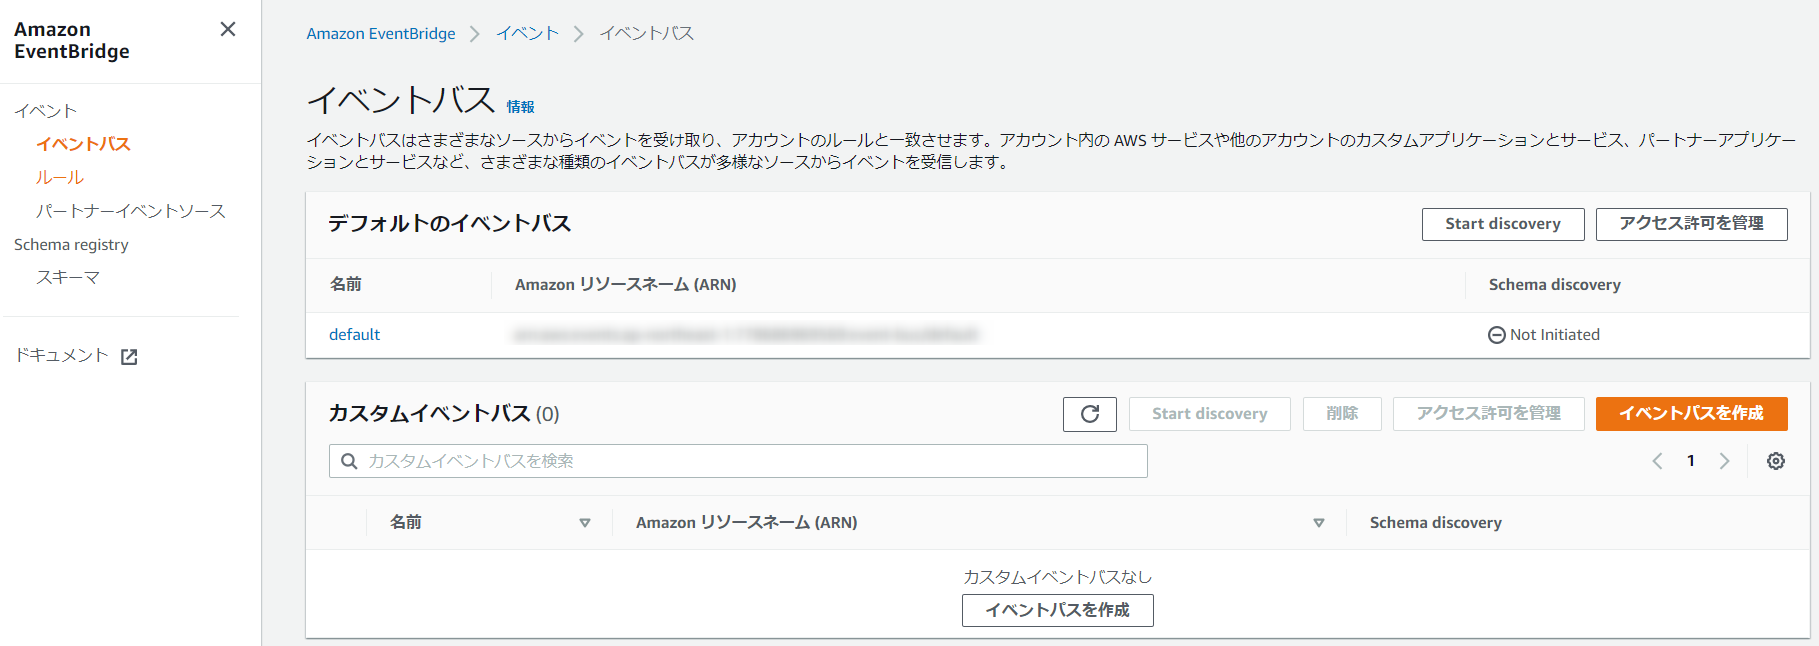 Amazon
EventBridge
イベント
イベントバス
ルール
パートナーイベントソース
Schema registry
スキーマ
ドキュメント
Amazon EventBridge イベント イベントバス
イベントバス 情報
イベントバスはさまざまなソースからイベントを受け取り、アカウントのルールと一致させます。アカウント内の AWS サービスや他のアカウントのカスタムアプリケーションとサービス、パートナーアプリケー
ションとサービスなど、さまざまな種類のイベントバスが多様なソースからイベントを受信します。
デフォルトのイベントバス Start discovery アクセス許可を管理
名前 Amazon リソースネーム (ARN) Schema discovery
default Not Initiated
カスタムイベントバス (0) Start discovery 削除 アクセス許可を管理 イベントバスを作成
カスタムイベントバスを検索 1
名前 Amazon リソースネーム (ARN) Schema discovery
カスタムイベントバスなし
イベントバスを作成